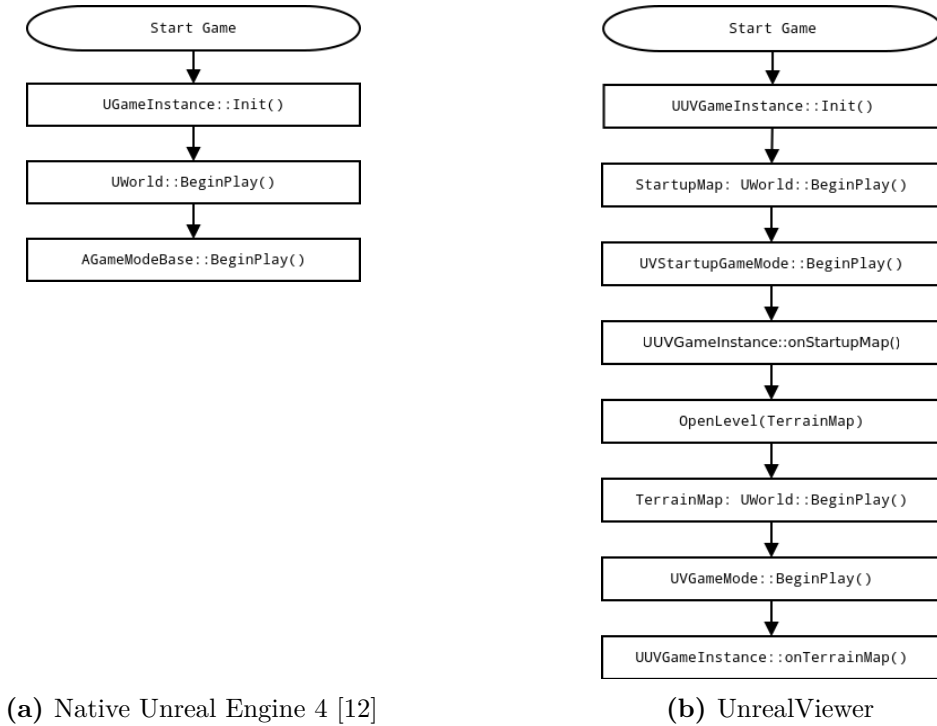 Start Game
UGameInstance::Init()
UWorld::BeginPlay()
AGameModeBase::BeginPlay()
(a) Native Unreal Engine 4 [12]
Start Game
UUVGameInstance::Init()
StartupMap: UWorld::BeginPlay()
UVStartupGameMode::BeginPlay()
UUVGameInstance::onStartupMap()
OpenLevel(TerrainMap)
TerrainMap: UWorld::BeginPlay()
UVGameMode::BeginPlay()
UUVGameInstance::onTerrainMap()
(b) UnrealViewer